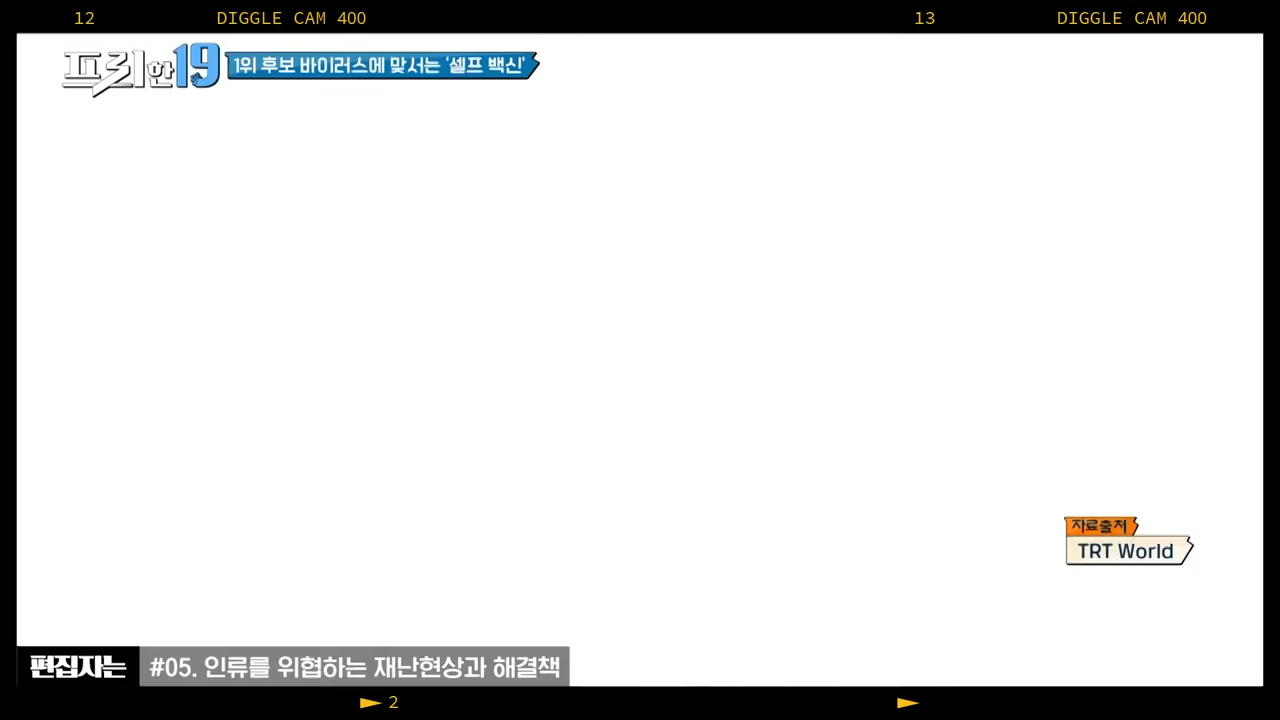 12 DIGGLE CAM 400 13 DIGGLE CAM 400
프리한19 1위 후보 바이러스에 맞서는 '셀프 백신'
자료출처
TRT World
편집자는 #05. 인류를 위협하는 재난현상과 해결책
2